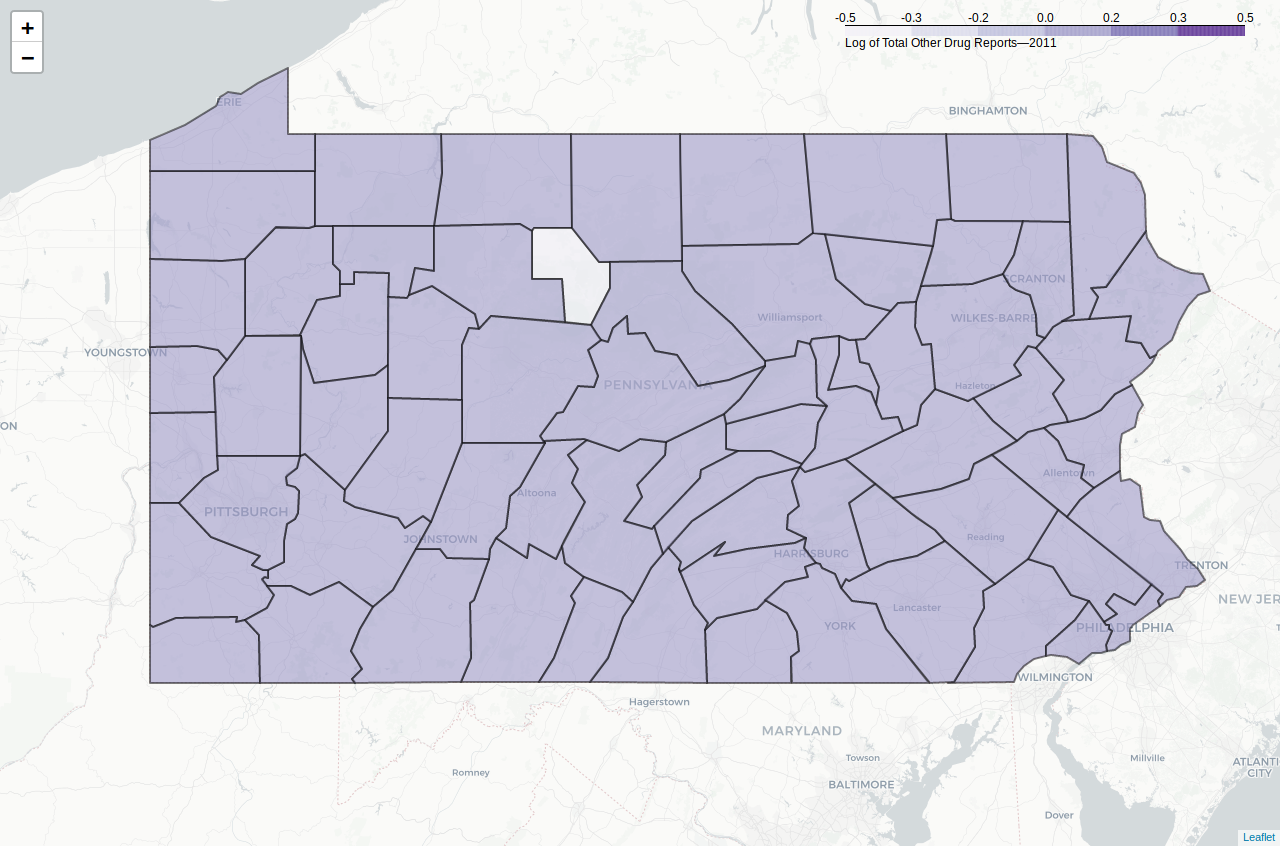 +
−
-0.5 -0.3 -0.2 0.0 0.2 0.3 0.5
Log of Total Other Drug Reports—2011
ERIE
BINGHAMTON
SCRANTON
Williamsport
WILKES-BARRE
YOUNGSTOWN
PENNSYLVANIA
Hazleton
ON
Allentown
Altoona
PITTSBURGH
JOHNSTOWN
Reading
HARRISBURG
TRENTON
NEW JER
Lancaster
YORK
PHILADELPHIA
T
WILMINGTON
Hagerstown
MARYLAND
Towson
Millville
ATLANTI
CITY
Romney
BALTIMORE
Dover
Leaflet